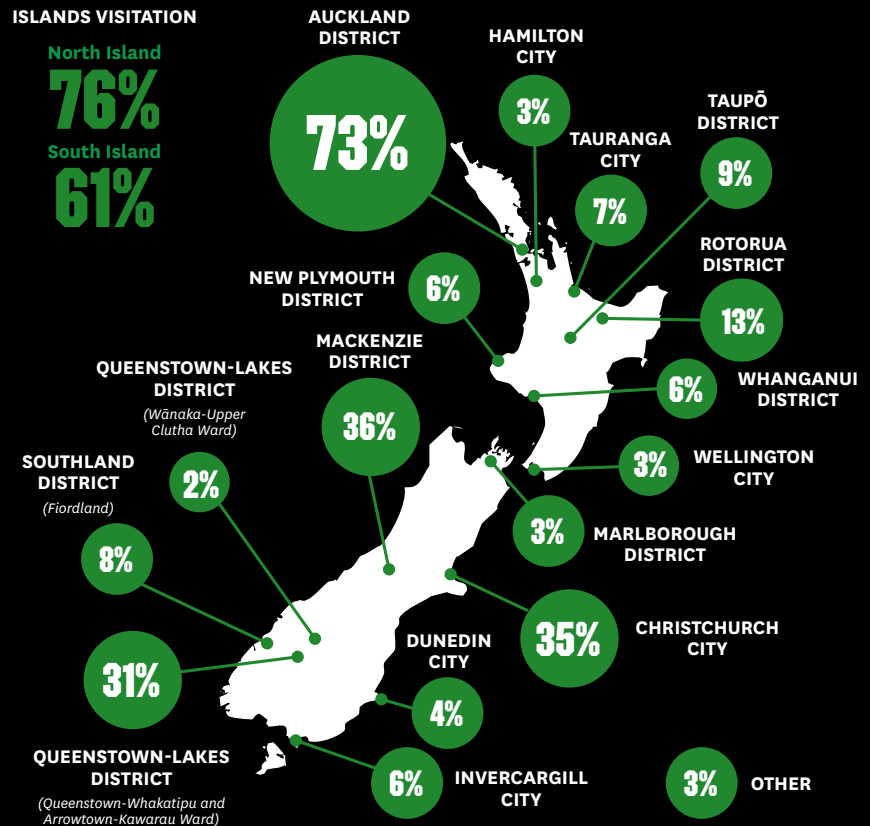 ISLANDS VISITATION
North Island
76%
South Island
61%
AUCKLAND
DISTRICT
73%
HAMILTON
CITY
3%
TAURANGA
CITY
7%
TAUPŌ
DISTRICT
9%
ROTORUA
DISTRICT
13%
NEW PLYMOUTH
DISTRICT
6%
WHANGANUI
DISTRICT
6%
MACKENZIE
DISTRICT
36%
QUEENSTOWN-LAKES
DISTRICT
(Wānaka-Upper
Clutha Ward)
2%
SOUTHLAND
DISTRICT
(Fiordland)
8%
WELLINGTON
CITY
3%
MARLBOROUGH
DISTRICT
3%
CHRISTCHURCH
CITY
35%
31%
QUEENSTOWN-LAKES
DISTRICT
(Queenstown-Whakatipu and
Arrowtown-Kawarau Ward)
DUNEDIN
CITY
4%
INVERCARGILL
CITY
6%
3%
OTHER